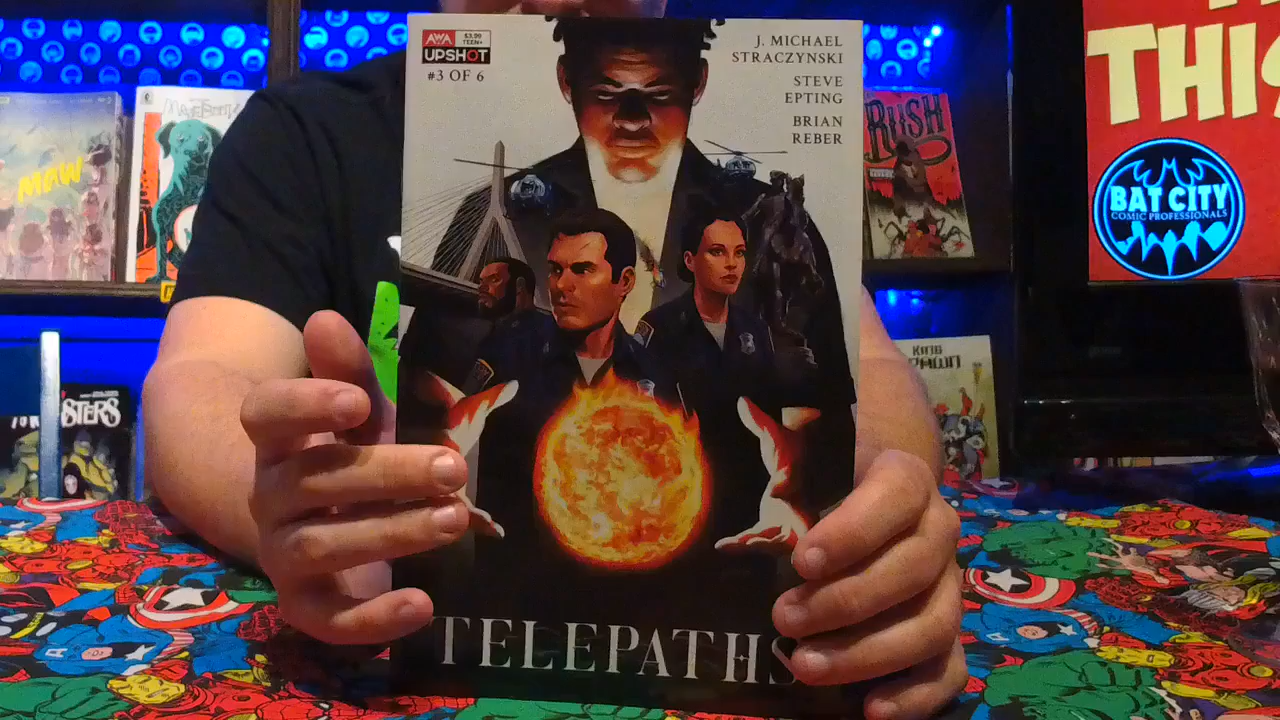 AWA
$3.99
TEEN+
UPSHOT
#3 OF 6
J. MICHAEL
STRACZYNSKI
STEVE
EPTING
BRIAN
REBER
TELEPATHS
MAW
RUSH
THIS
BAT CITY
COMIC PROFESSIONALS
STERS